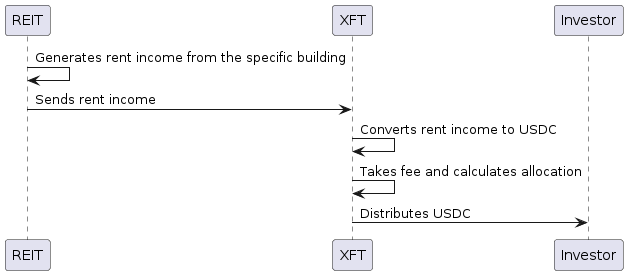 REIT
XFT
Investor
Generates rent income from the specific building
Sends rent income
Converts rent income to USDC
Takes fee and calculates allocation
Distributes USDC
REIT
XFT
Investor